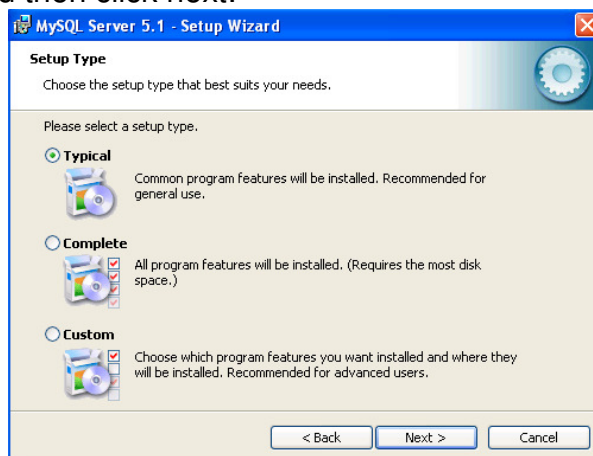 then click next.
MySQL Server 5.1 - Setup Wizard
Setup Type
Choose the setup type that best suits your needs.
Please select a setup type.
Typical
Common program features will be installed. Recommended for
general use.
Complete
All program features will be installed. (Requires the most disk
space.)
Custom
Choose which program features you want installed and where they
will be installed. Recommended for advanced users.
< Back
Next >
Cancel